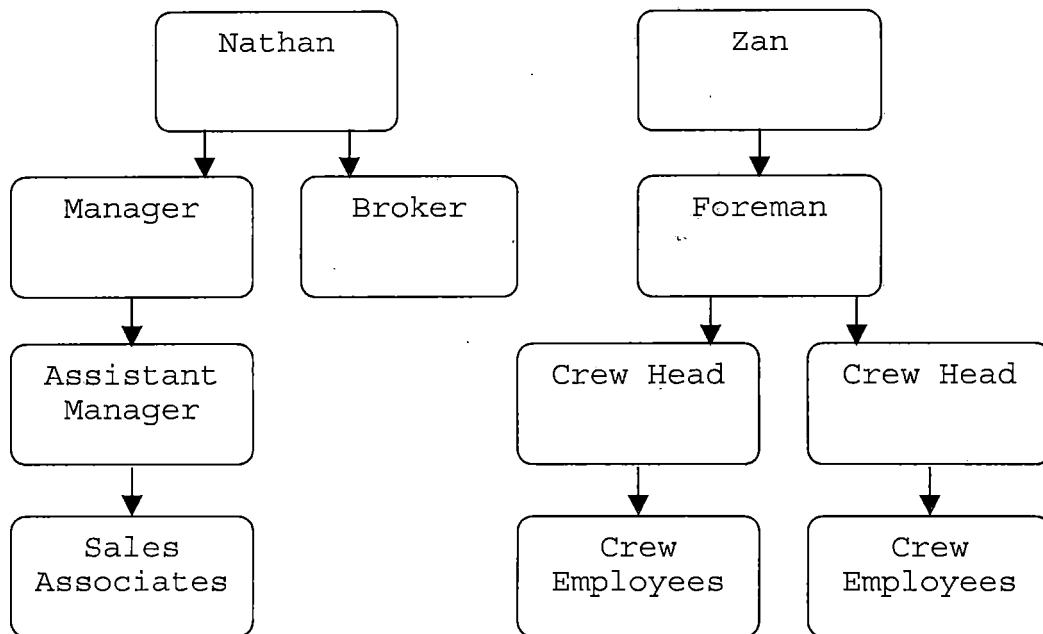 Nathan
Zan
Manager
Broker
Foreman
Assistant
Manager
Crew Head
Crew Head
Sales
Associates
Crew
Employees
Crew
Employees